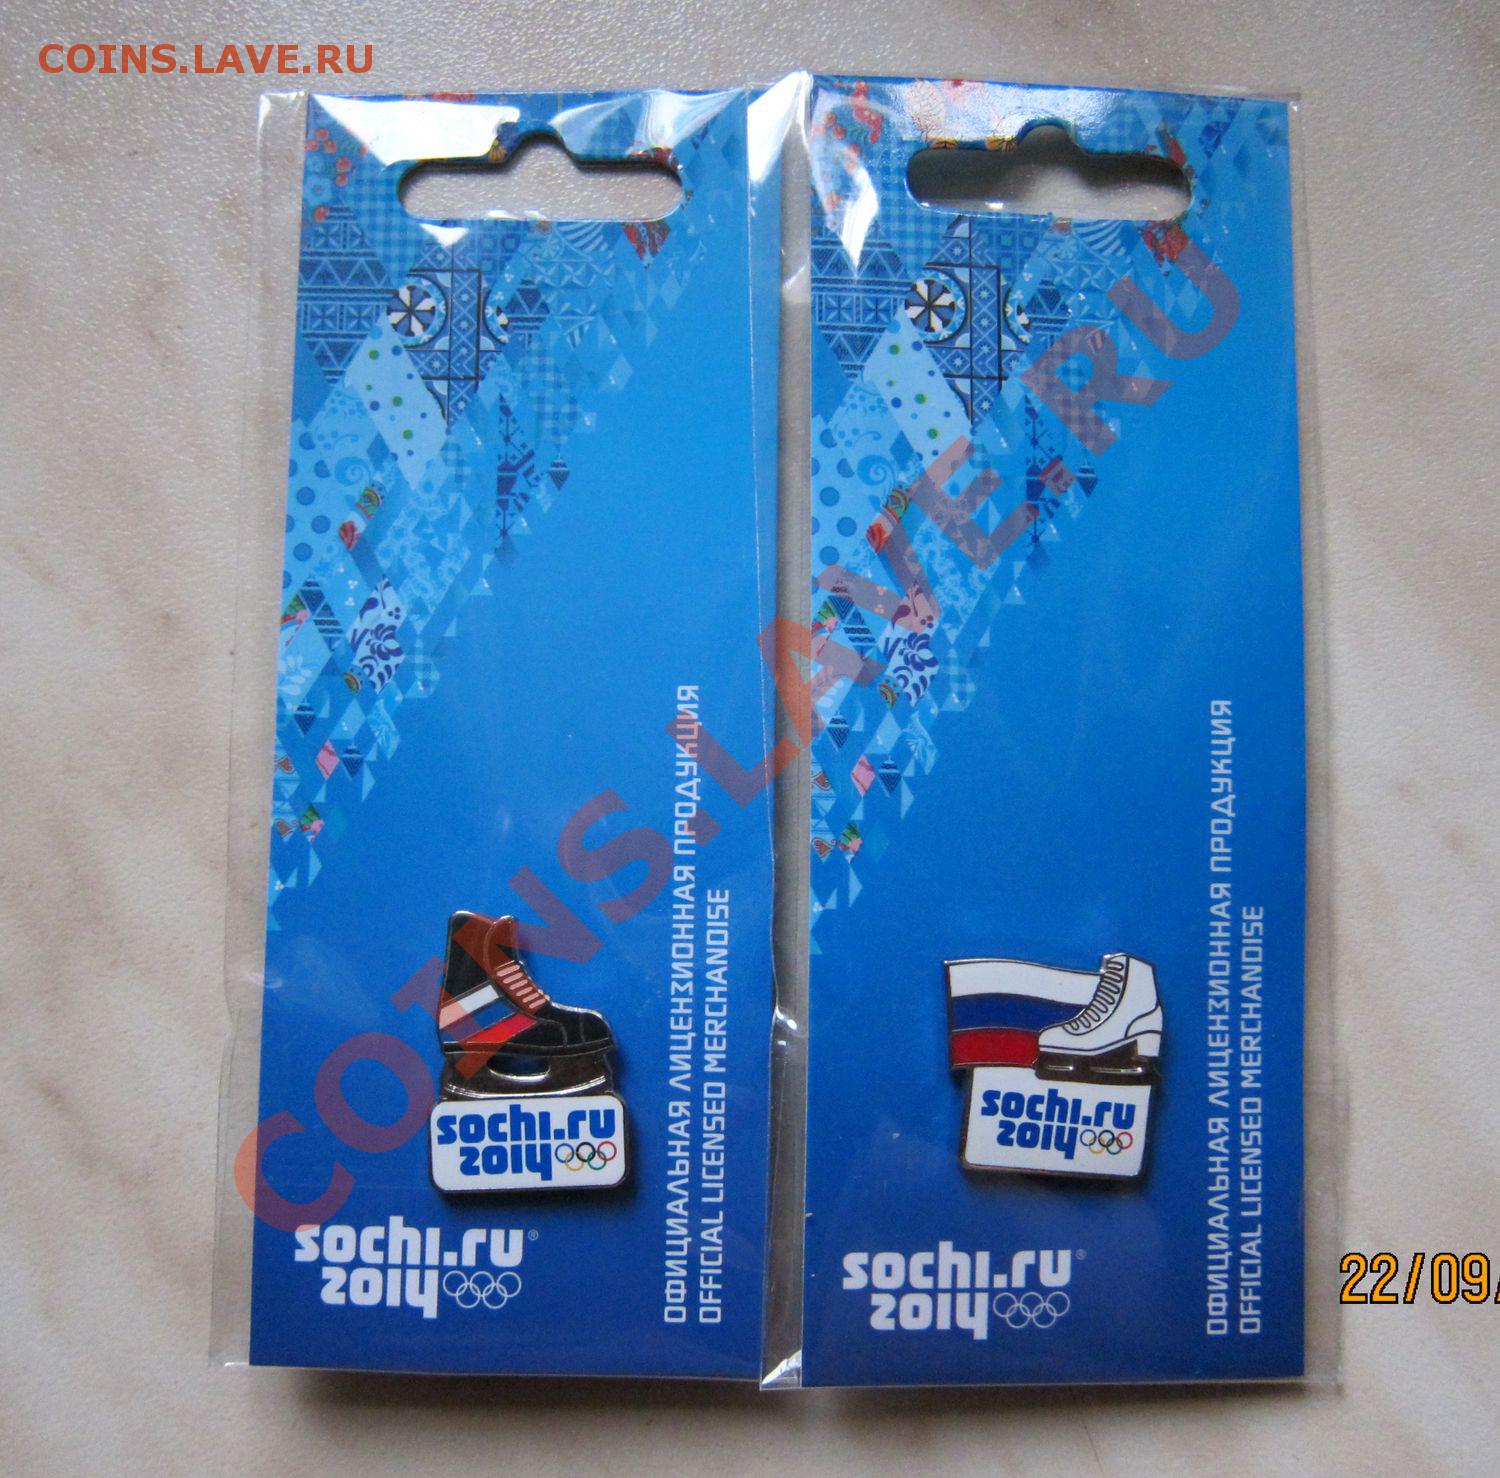 COINS.LAVE.RU
COINS.LAVE.RU
sochi.ru
2014
sochi.ru®
2014
ОФИЦИАЛЬНАЯ ЛИЦЕНЗИОННАЯ ПРОДУКЦИЯ
OFFICIAL LICENSED MERCHANDISE
sochi.ru
2014
sochi.ru®
2014
ОФИЦИАЛЬНАЯ ЛИЦЕНЗИОННАЯ ПРОДУКЦИЯ
OFFICIAL LICENSED MERCHANDISE
22/09